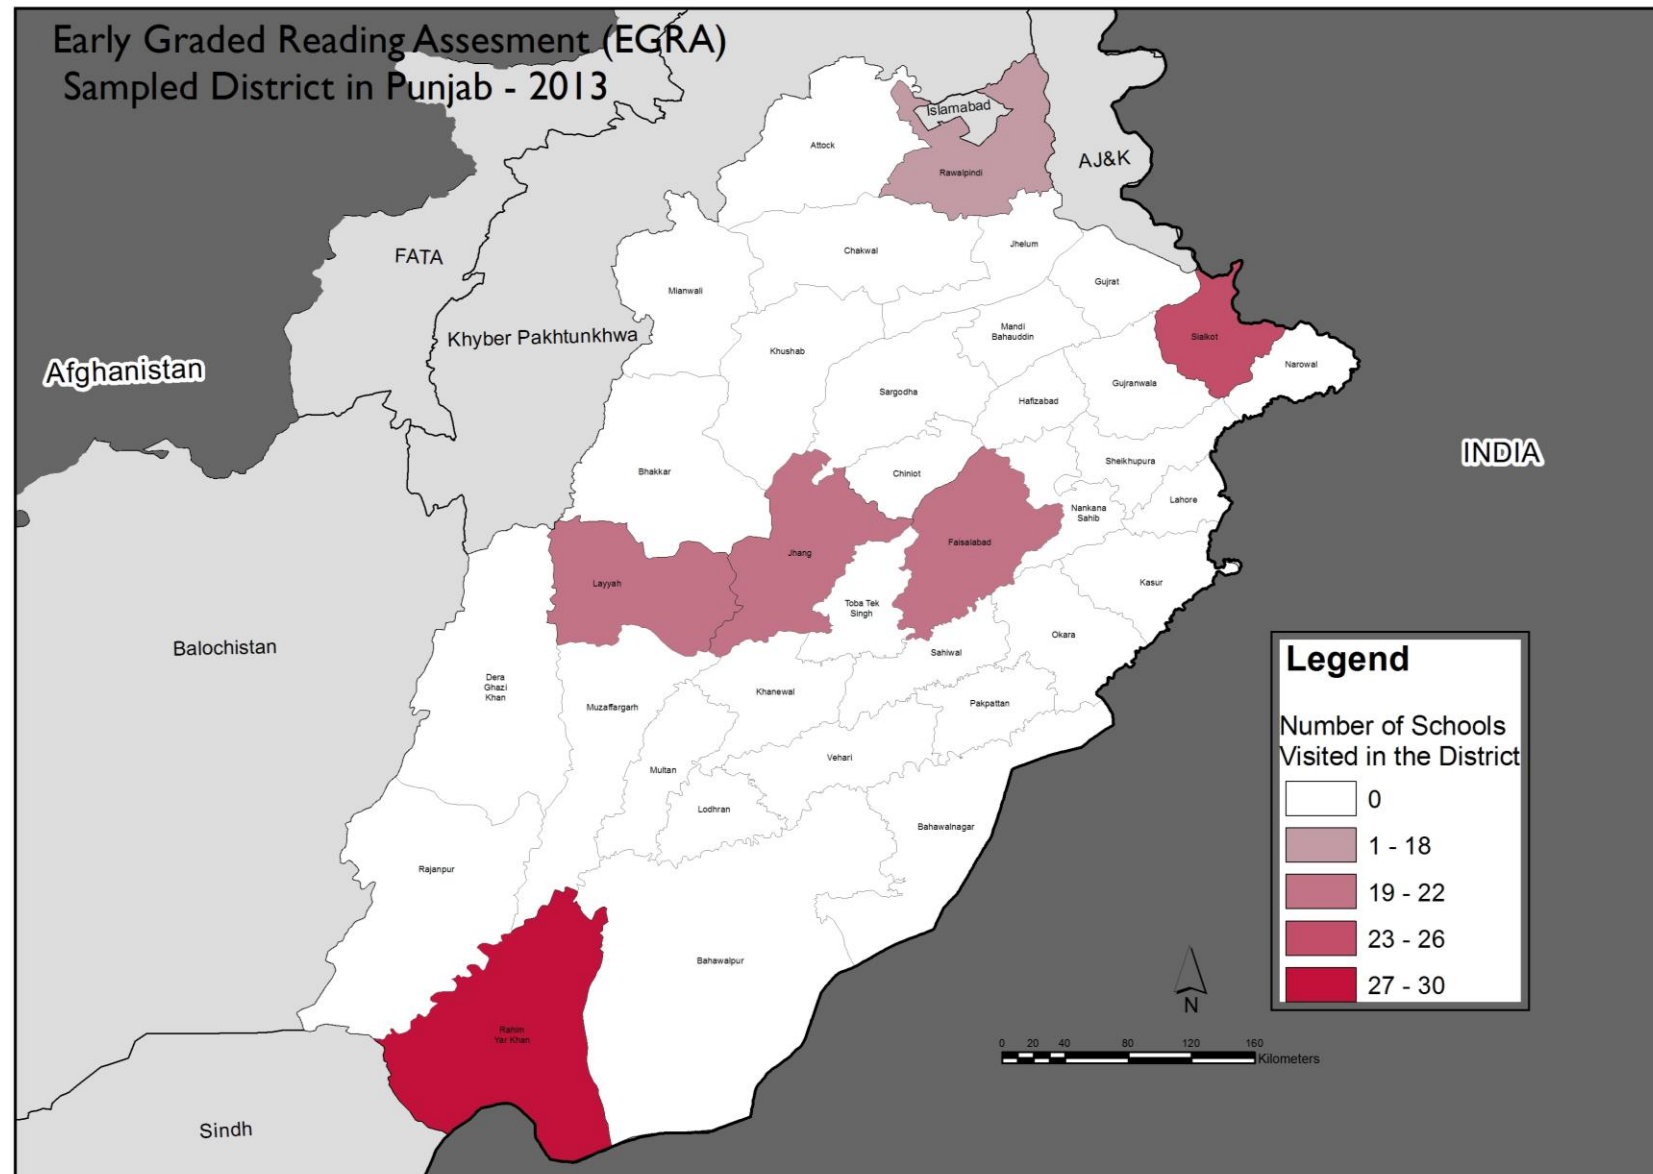 Early Graded Reading Assesment (EGRA)
Sampled District in Punjab - 2013
Islamabad
Attock
AJ&K
Rawalpindi
Chakwal
Jhelum
FATA
Gujrat
Mianwali
Khyber Pakhtunkhwa
Mandi
Bahauddin
Sialkot
Khushab
Narowal
Afghanistan
Gujranwala
Sargodha
Hafizabad
INDIA
Sheikhupura
Bhakkar
Chiniot
Lahore
Nankana
Sahib
Faisalabad
Jhang
Layyah
Kasur
Toba Tek
Singh
Okara
Balochistan
Sahiwal
Dera
Ghazi
Khan
Khanewal
Pakpattan
Muzaffargarh
Vehari
Multan
Lodhran
Bahawalnagar
Rajanpur
Bahawalpur
Rahim
Yar Khan
Sindh
Legend
Number of Schools
Visited in the District
0
1 - 18
19 - 22
23 - 26
27 - 30
N
0 20 40 80 120 160
Kilometers